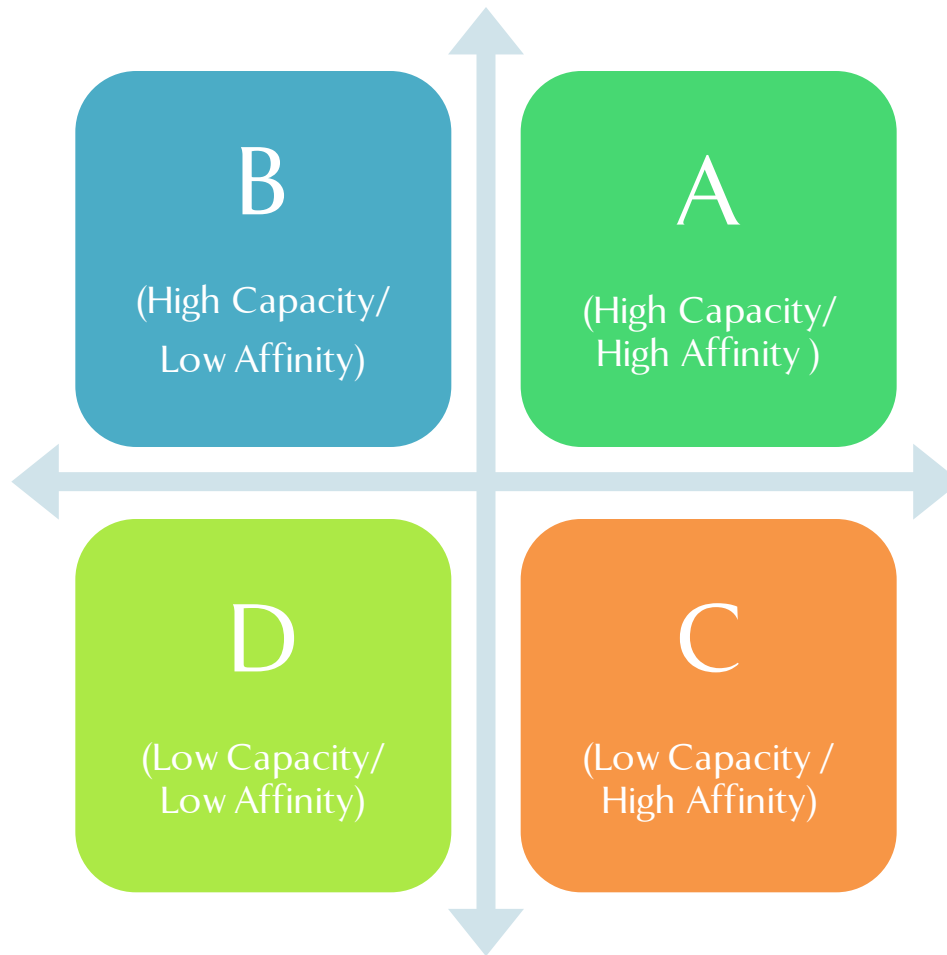 B
(High Capacity/
Low Affinity)
A
(High Capacity/
High Affinity )
D
(Low Capacity/
Low Affinity)
C
(Low Capacity /
High Affinity)